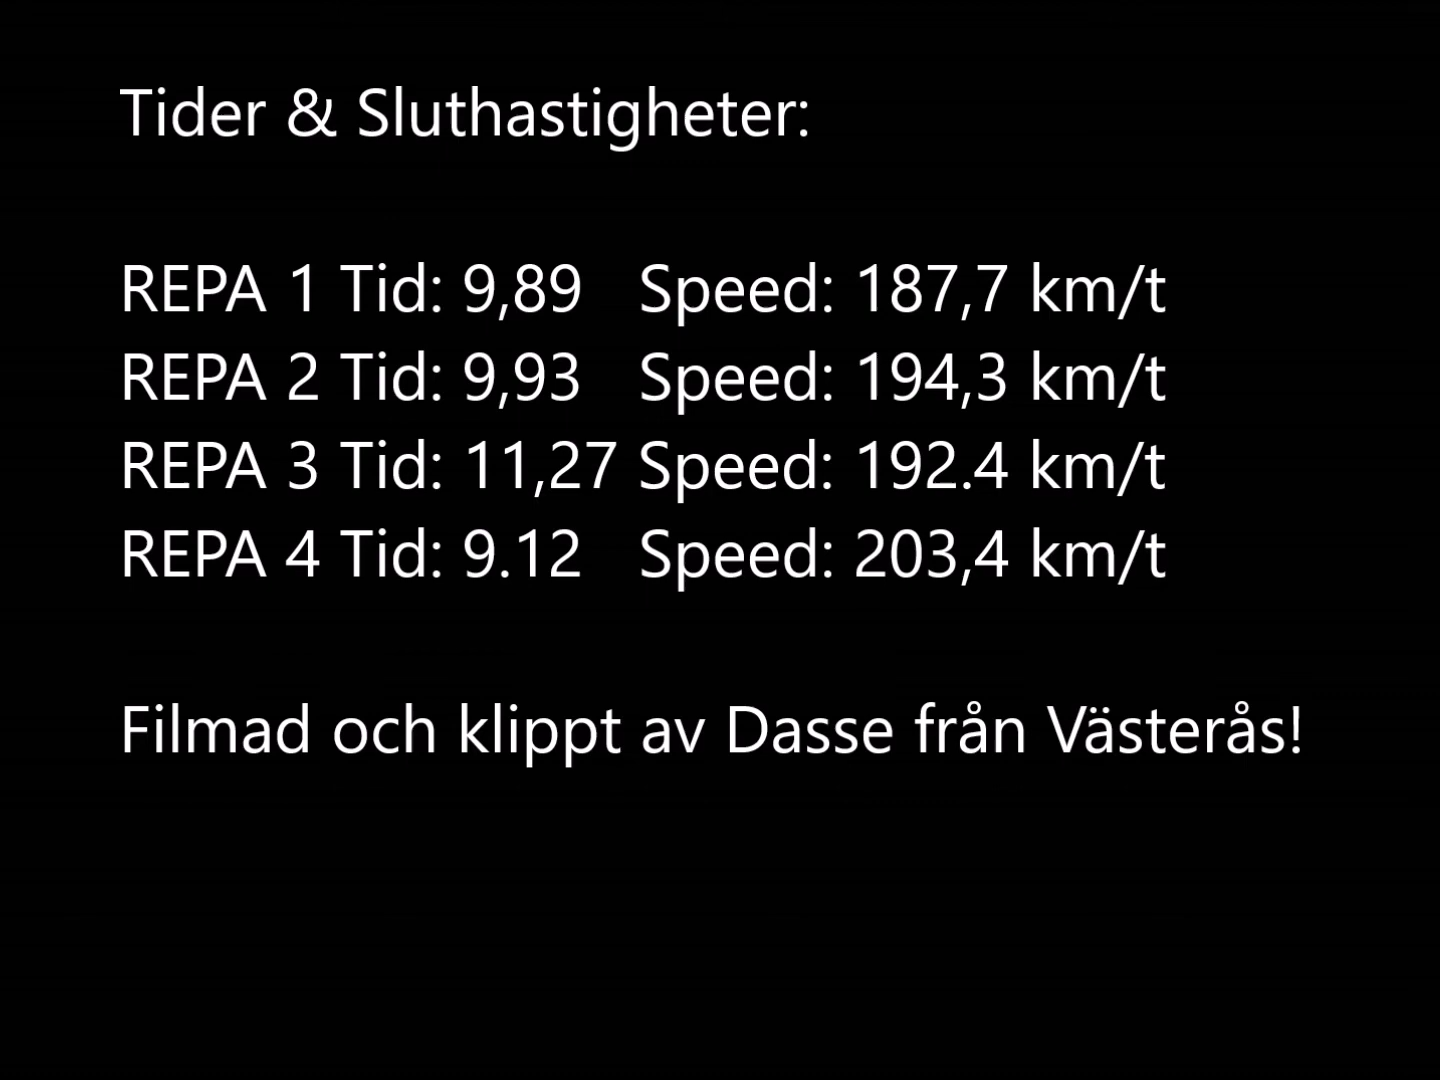 Tider & Sluthastigheter:
REPA 1 Tid: 9,89 Speed: 187,7 km/t
REPA 2 Tid: 9,93 Speed: 194,3 km/t
REPA 3 Tid: 11,27 Speed: 192.4 km/t
REPA 4 Tid: 9.12 Speed: 203,4 km/t
Filmad och klippt av Dasse från Västerås!